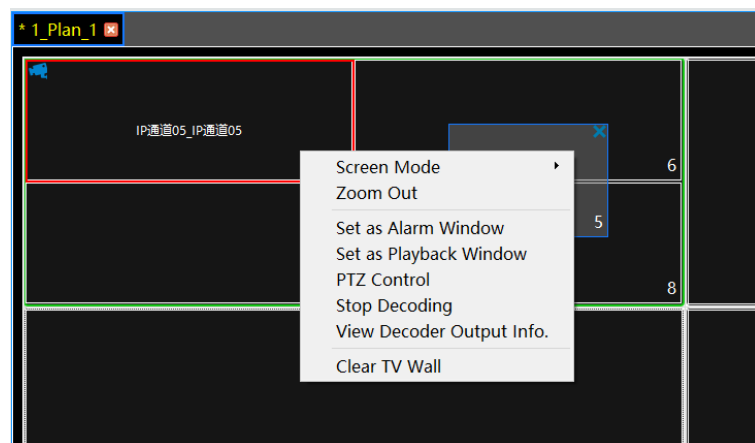 * 1_Plan_1
IP通道05_IP通道05
6
5
8
Screen Mode
Zoom Out
Set as Alarm Window
Set as Playback Window
PTZ Control
Stop Decoding
View Decoder Output Info.
Clear TV Wall